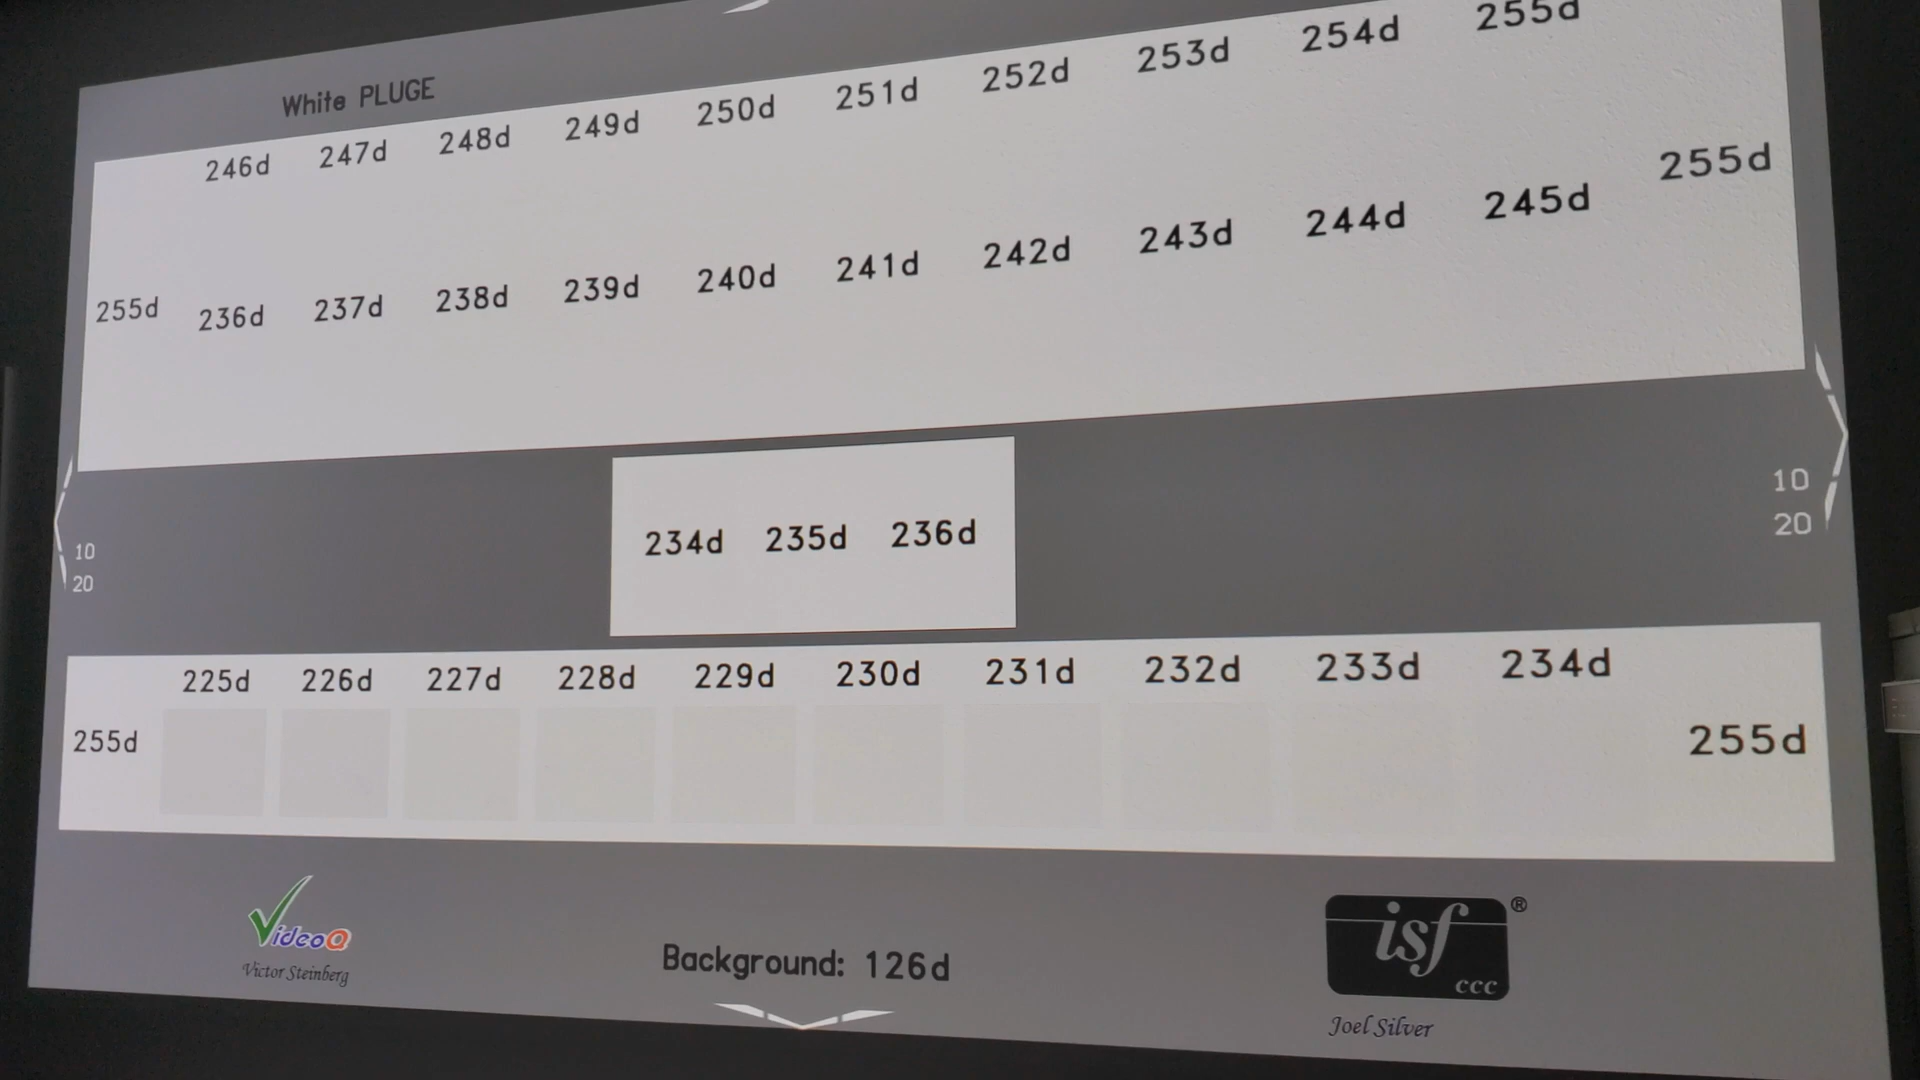 White PLUGE
246d 247d 248d 249d 250d 251d 252d 253d 254d 255d
255d 236d 237d 238d 239d 240d 241d 242d 243d 244d 245d 255d
234d 235d 236d
10
20
10
20
225d 226d 227d 228d 229d 230d 231d 232d 233d 234d
255d 255d
VideoQ
Victor Steinberg
Background: 126d
isf ®
ccc
Joel Silver